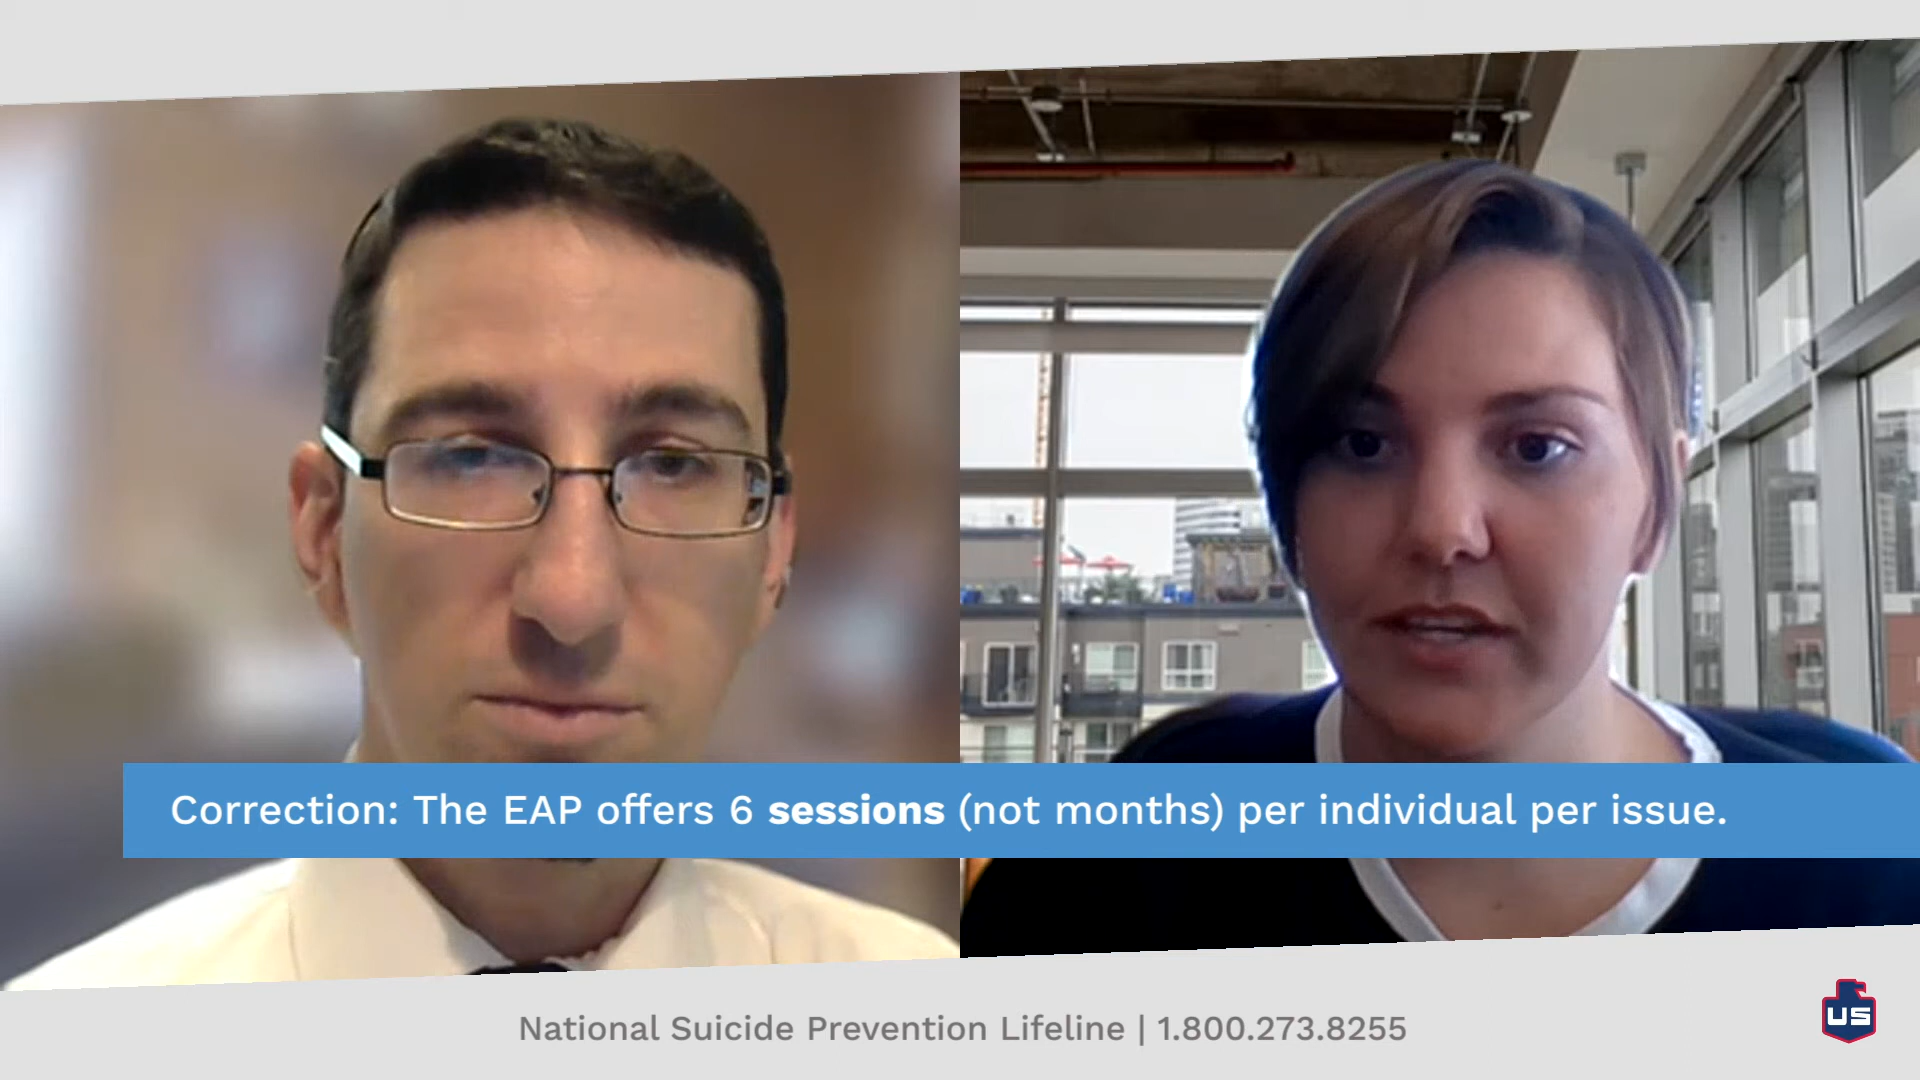 Correction: The EAP offers 6 sessions (not months) per individual per issue.
National Suicide Prevention Lifeline | 1.800.273.8255
US